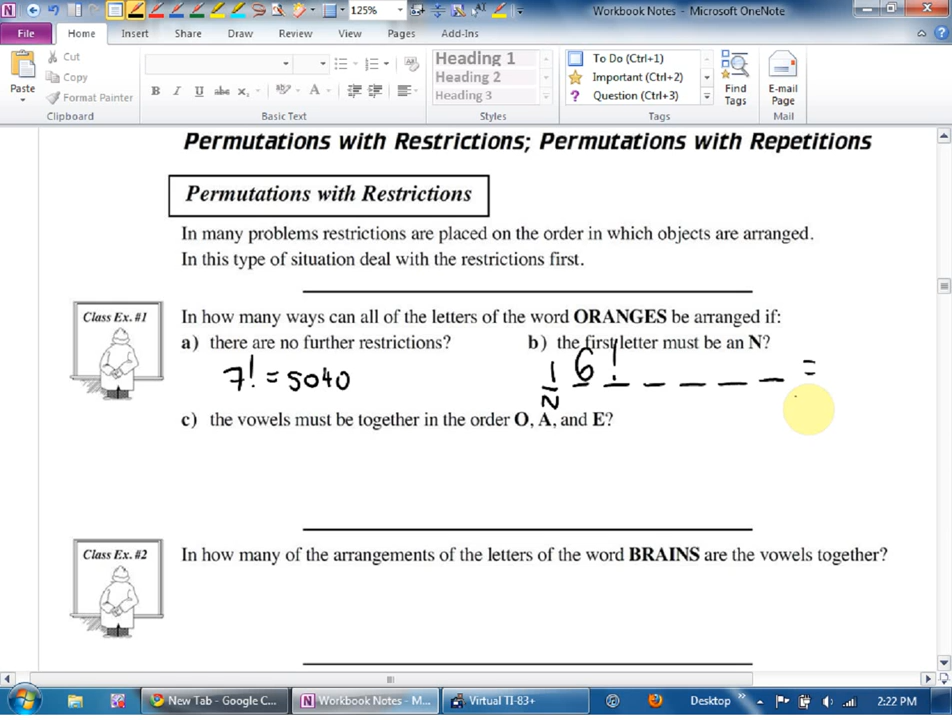 125%
Workbook Notes - Microsoft OneNote
File Home Insert Share Draw Review Pages View Add-Ins
Cut
Copy
Format Painter
Paste
Clipboard
B I U abc X₂ A
Basic Text
Heading 1
Heading 2
Heading 3
Styles
To Do (Ctrl+1)
Important (Ctrl+2)
? Question (Ctrl+3)
Tags
Find Tags
E-mail Page
Mail
Permutations with Restrictions; Permutations with Repetitions
Permutations with Restrictions
In many problems restrictions are placed on the order in which objects are arranged.
In this type of situation deal with the restrictions first.
Class Ex. #1
In how many ways can all of the letters of the word ORANGES be arranged if:
a) there are no further restrictions? b) the first letter must be an N?
7! = 5040 1 6! =
N
c) the vowels must be together in the order O, A, and E?
Class Ex. #2
In how many of the arrangements of the letters of the word BRAINS are the vowels together?
New Tab - Google C... Workbook Notes - M... Virtual TI-83+ Desktop 2:22 PM